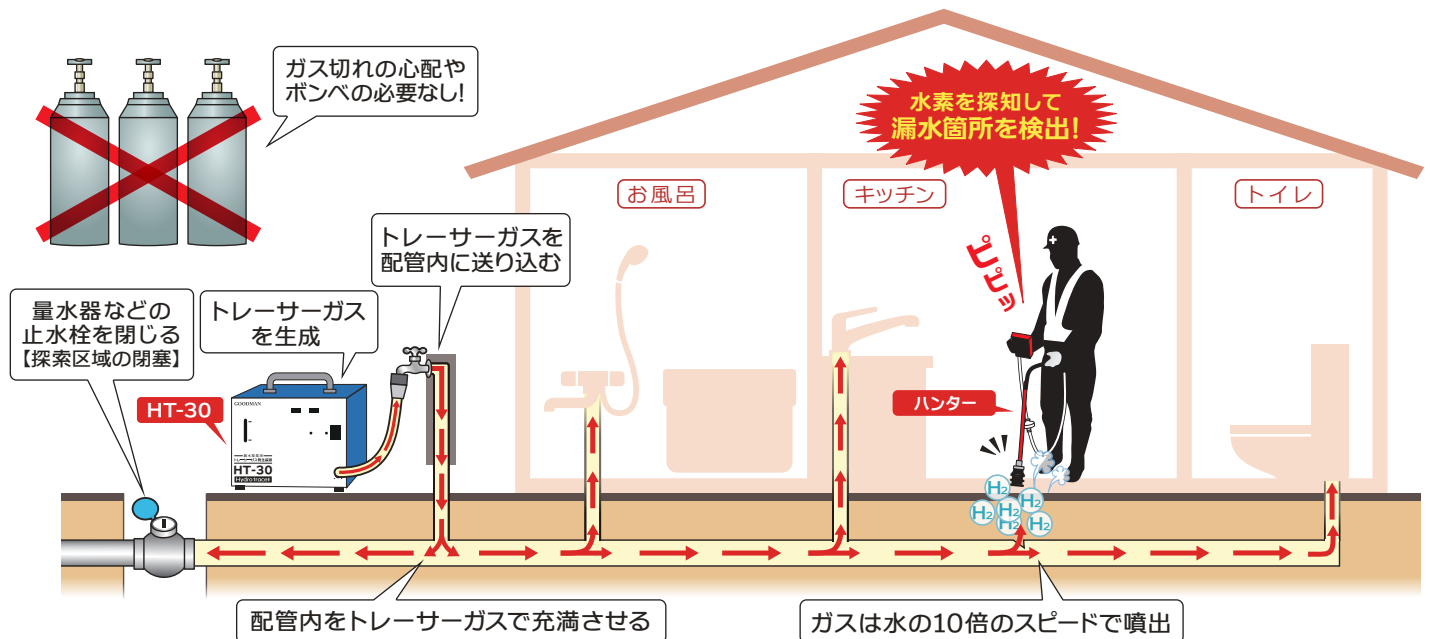 ガス切れの心配や
ボンベの必要なし!
水素を探知して
漏水箇所を検出!
お風呂
キッチン
トイレ
トレーサーガスを
配管内に送り込む
ピピピョ
量水器などの
止水栓を閉じる
【探索区域の閉塞】
トレーサーガス
を生成
HT-30
GOODMAN
HT-30
Hydrotracer
ハンター
H2
H2
H2
H2
H2
H2
配管内をトレーサーガスで充満させる
ガスは水の10倍のスピードで噴出